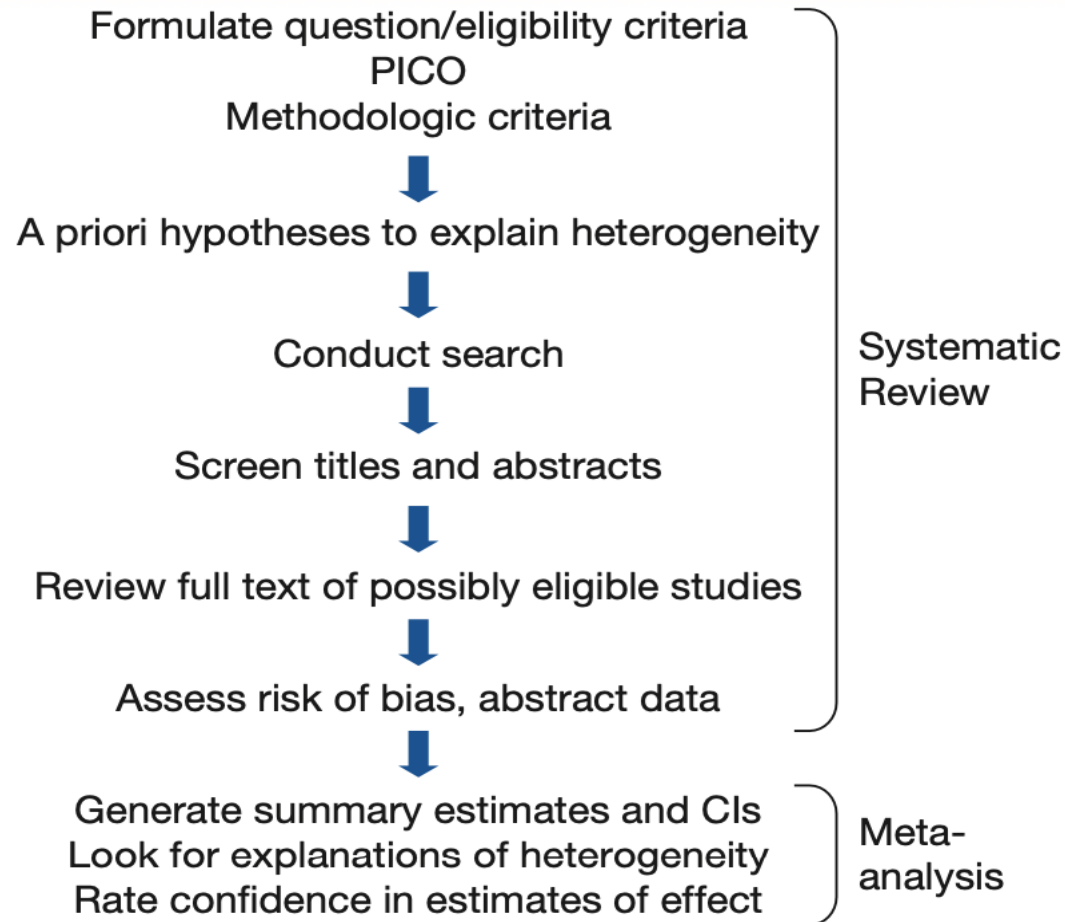 Formulate question/eligibility criteria
PICO
Methodologic criteria
A priori hypotheses to explain heterogeneity
Conduct search
Screen titles and abstracts
Review full text of possibly eligible studies
Assess risk of bias, abstract data
Systematic
Review
Generate summary estimates and CIs
Look for explanations of heterogeneity
Rate confidence in estimates of effect
Meta-
analysis